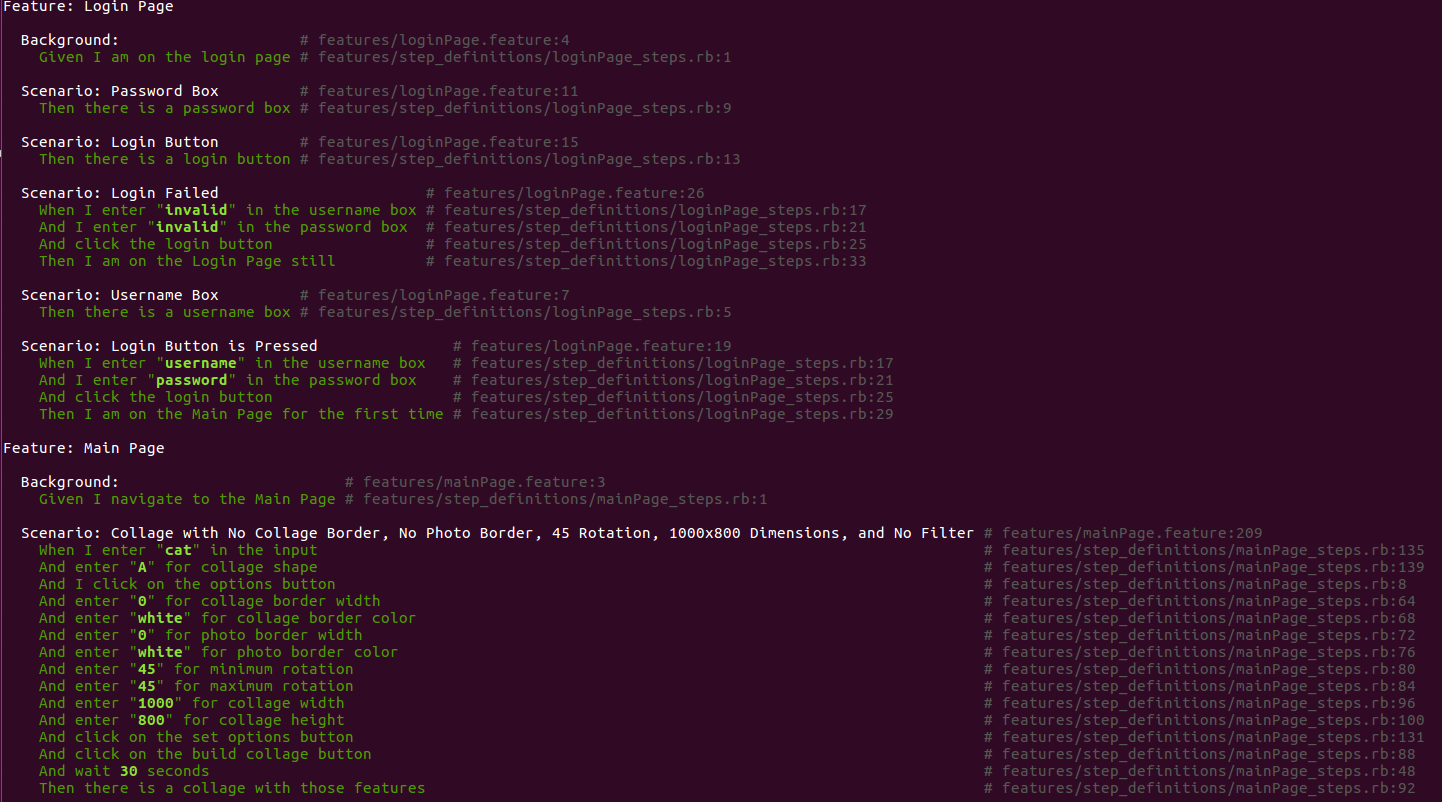 Feature: Login Page
Background: # features/loginPage.feature:4
Given I am on the login page # features/step_definitions/loginPage_steps.rb:1
Scenario: Password Box # features/loginPage.feature:11
Then there is a password box # features/step_definitions/loginPage_steps.rb:9
Scenario: Login Button # features/loginPage.feature:15
Then there is a login button # features/step_definitions/loginPage_steps.rb:13
Scenario: Login Failed # features/loginPage.feature:26
When I enter "invalid" in the username box # features/step_definitions/loginPage_steps.rb:17
And I enter "invalid" in the password box # features/step_definitions/loginPage_steps.rb:21
And click the login button # features/step_definitions/loginPage_steps.rb:25
Then I am on the Login Page still # features/step_definitions/loginPage_steps.rb:33
Scenario: Username Box # features/loginPage.feature:7
Then there is a username box # features/step_definitions/loginPage_steps.rb:5
Scenario: Login Button is Pressed # features/loginPage.feature:19
When I enter "username" in the username box # features/step_definitions/loginPage_steps.rb:17
And I enter "password" in the password box # features/step_definitions/loginPage_steps.rb:21
And click the login button # features/step_definitions/loginPage_steps.rb:25
Then I am on the Main Page for the first time # features/step_definitions/loginPage_steps.rb:29
Feature: Main Page
Background: # features/mainPage.feature:3
Given I navigate to the Main Page # features/step_definitions/mainPage_steps.rb:1
Scenario: Collage with No Collage Border, No Photo Border, 45 Rotation, 1000x800 Dimensions, and No Filter # features/mainPage.feature:209
When I enter "cat" in the input # features/step_definitions/mainPage_steps.rb:135
And enter "A" for collage shape # features/step_definitions/mainPage_steps.rb:139
And I click on the options button # features/step_definitions/mainPage_steps.rb:8
And enter "0" for collage border width # features/step_definitions/mainPage_steps.rb:64
And enter "white" for collage border color # features/step_definitions/mainPage_steps.rb:68
And enter "0" for photo border width # features/step_definitions/mainPage_steps.rb:72
And enter "white" for photo border color # features/step_definitions/mainPage_steps.rb:76
And enter "45" for minimum rotation # features/step_definitions/mainPage_steps.rb:80
And enter "45" for maximum rotation # features/step_definitions/mainPage_steps.rb:84
And enter "1000" for collage width # features/step_definitions/mainPage_steps.rb:96
And enter "800" for collage height # features/step_definitions/mainPage_steps.rb:100
And click on the set options button # features/step_definitions/mainPage_steps.rb:131
And click on the build collage button # features/step_definitions/mainPage_steps.rb:88
And wait 30 seconds # features/step_definitions/mainPage_steps.rb:48
Then there is a collage with those features # features/step_definitions/mainPage_steps.rb:92